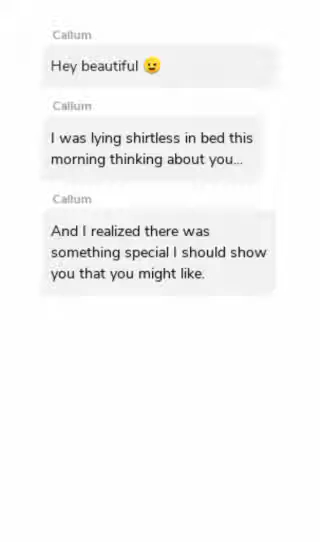 Callum
Hey beautiful 😉
Callum
I was lying shirtless in bed this
morning thinking about you...
Callum
And I realized there was
something special I should show
you that you might like.